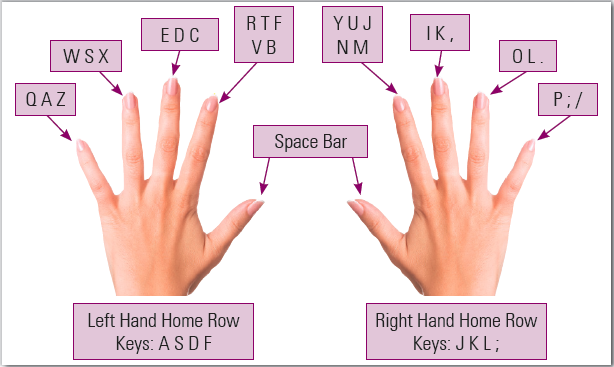 Q A Z
W S X
E D C
R T F
V B
Y U J
N M
I K ,
O L .
P ; /
Space Bar
Left Hand Home Row
Keys: A S D F
Right Hand Home Row
Keys: J K L ;